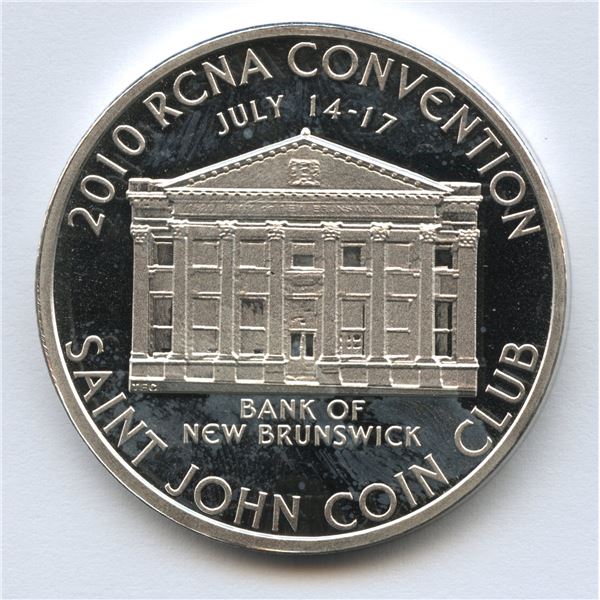 2010 RCNA CONVENTION
JULY 14-17
BANK OF
NEW BRUNSWICK
SAINT JOHN COIN CLUB